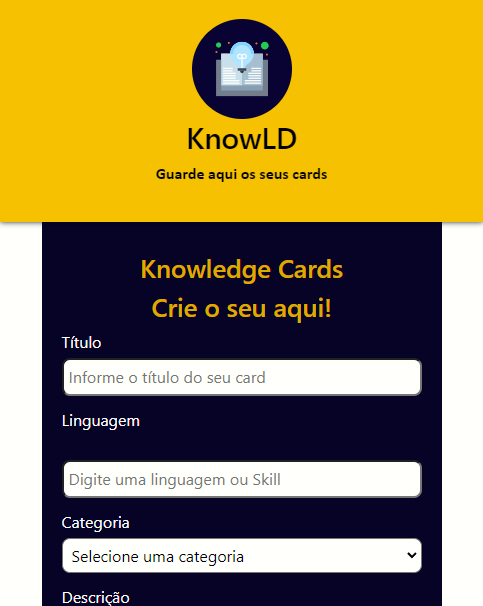 KnowLD
Guarde aqui os seus cards
Knowledge Cards
Crie o seu aqui!
Título
Informe o título do seu card
Linguagem
Digite uma linguagem ou Skill
Categoria
Selecione uma categoria
Descrição